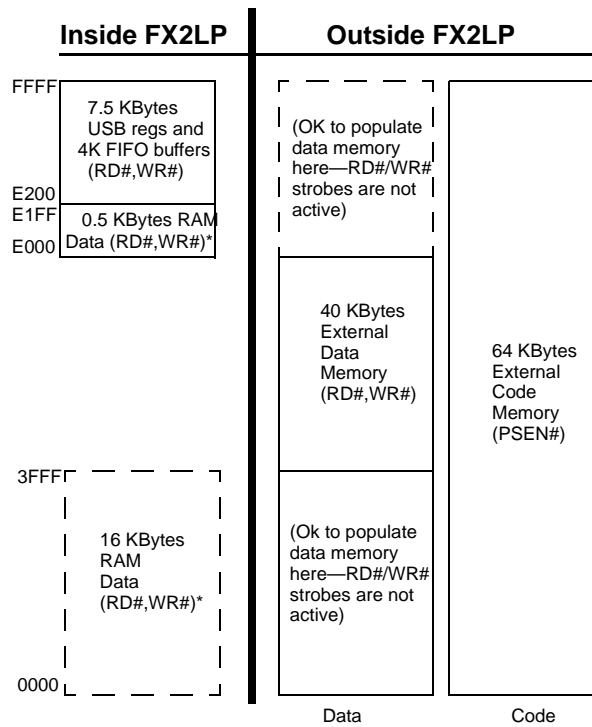 Inside FX2LP
Outside FX2LP
FFFF
7.5 KBytes
USB regs and
4K FIFO buffers
(RD#,WR#)
E200
E1FF
0.5 KBytes RAM
Data (RD#,WR#)*
E000
(OK to populate
data memory
here—RD#/WR#
strobes are not
active)
40 KBytes
External
Data
Memory
(RD#,WR#)
64 KBytes
External
Code
Memory
(PSEN#)
3FFF
16 KBytes
RAM
Data
(RD#,WR#)*
(Ok to populate
data memory
here—RD#/WR#
strobes are not
active)
0000
Data
Code